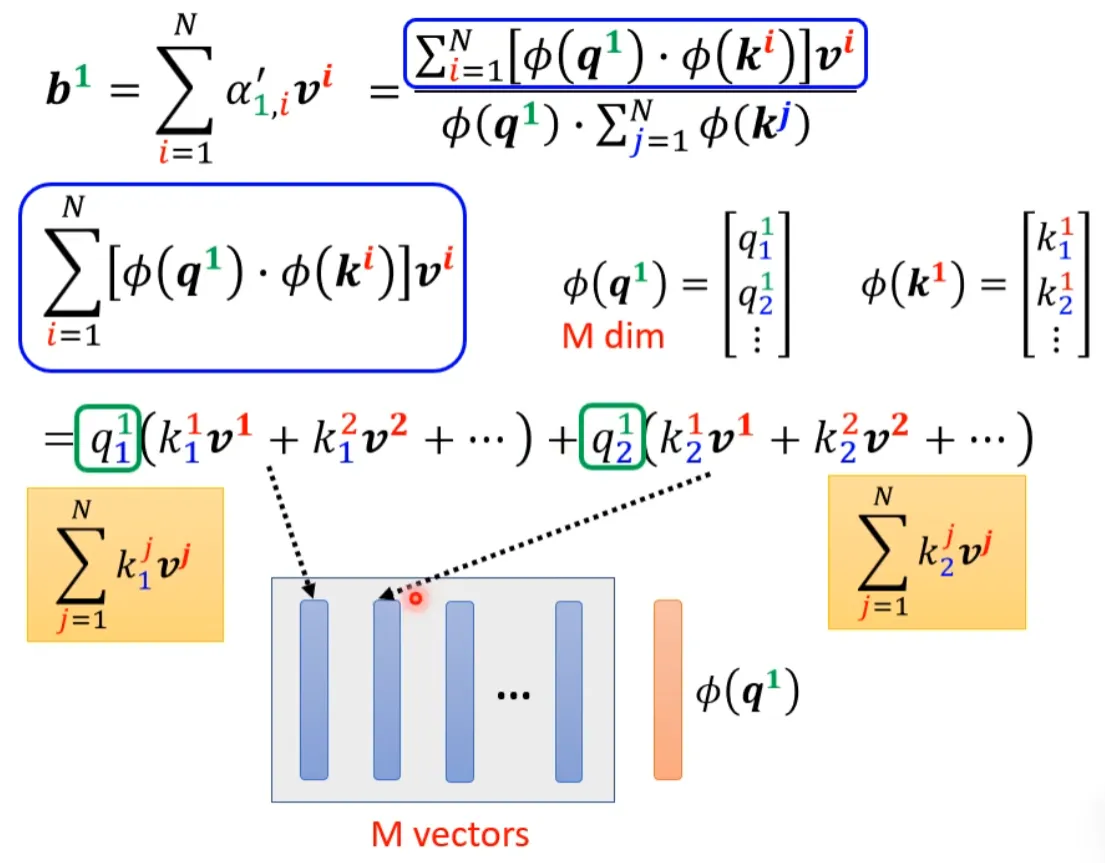 $\boldsymbol{b}^{\mathbf{1}} = \sum_{i=1}^{N} \alpha'_{1,i} \boldsymbol{v}^{i} = \frac{\sum_{i=1}^{N} [\phi(\boldsymbol{q}^{1}) \cdot \phi(\boldsymbol{k}^{i})] \boldsymbol{v}^{i}}{\phi(\boldsymbol{q}^{1}) \cdot \sum_{j=1}^{N} \phi(\boldsymbol{k}^{j})}$
$\sum_{i=1}^{N} [\phi(\boldsymbol{q}^{1}) \cdot \phi(\boldsymbol{k}^{i})] \boldsymbol{v}^{i}$
$\phi(\boldsymbol{q}^{1}) = \begin{bmatrix} q_1^1 \\ q_2^1 \\ \vdots \end{bmatrix}$
$\phi(\boldsymbol{k}^{1}) = \begin{bmatrix} k_1^1 \\ k_2^1 \\ \vdots \end{bmatrix}$
M dim
$= q_1^1 (k_1^1 \boldsymbol{v}^{1} + k_1^2 \boldsymbol{v}^{2} + \cdots) + q_2^1 (k_2^1 \boldsymbol{v}^{1} + k_2^2 \boldsymbol{v}^{2} + \cdots)$
$\sum_{j=1}^{N} k_1^j \boldsymbol{v}^{j}$
$\sum_{j=1}^{N} k_2^j \boldsymbol{v}^{j}$
...
$\phi(\boldsymbol{q}^{1})$
M vectors